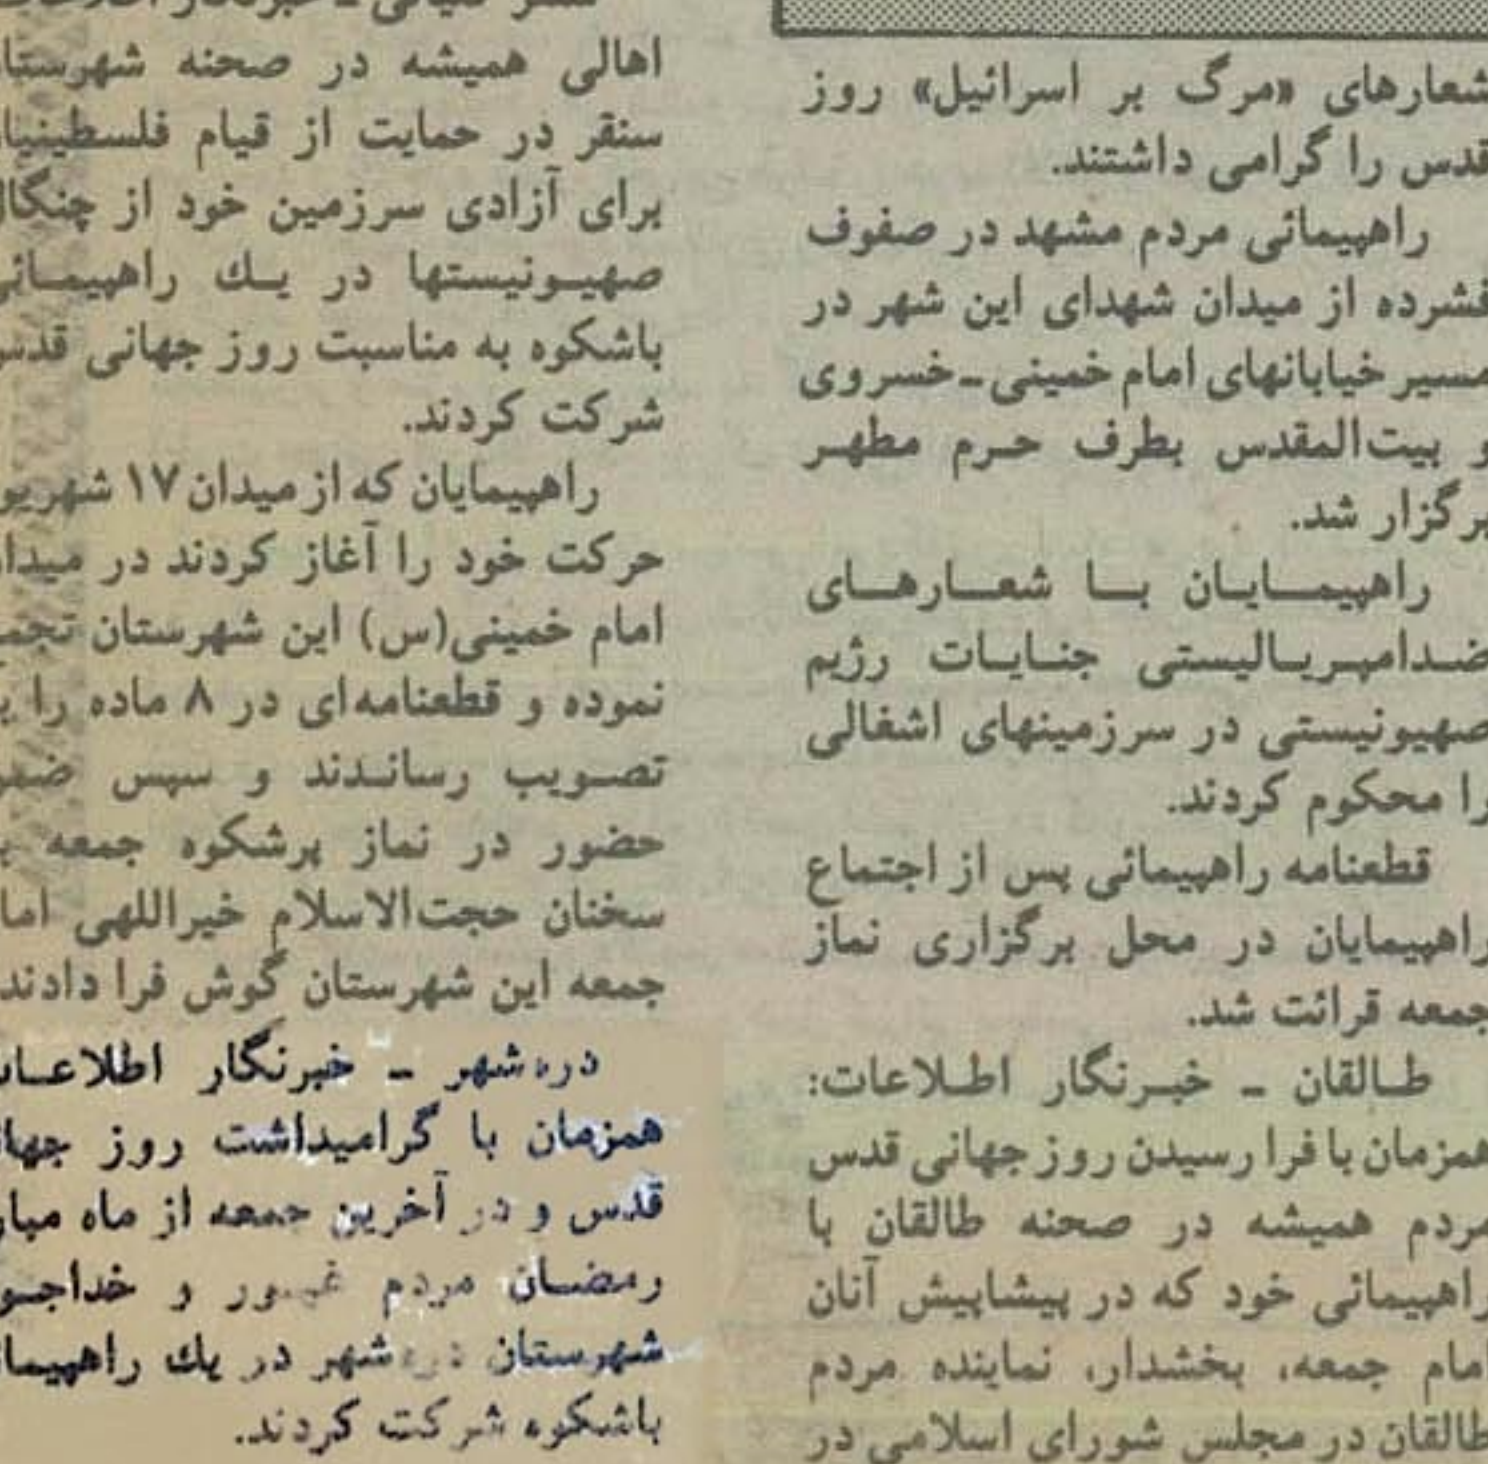 شعارهای «مرگ بر اسرائیل» روز
قدس را گرامی داشتند.
راهپیمائی مردم مشهد در صفوف
فشرده از میدان شهدای این شهر در
مسیر خیابانهای امام خمینی ـ خسروی
و بیت‌المقدس بطرف حرم مطهر
برگزار شد.
راهپیمایان با شعارهای
ضدامپریالیستی جنایات رژیم
صهیونیستی در سرزمینهای اشغالی
را محکوم کردند.
قطعنامه راهپیمائی پس از اجتماع
راهپیمایان در محل برگزاری نماز
جمعه قرائت شد.
طالقان ـ خبرنگار اطلاعات:
همزمان با فرا رسیدن روز جهانی قدس
مردم همیشه در صحنه طالقان با
راهپیمائی خود که در پیشاپیش آنان
امام جمعه، بخشدار، نماینده مردم
طالقان در مجلس شورای اسلامی در
اهالی همیشه در صحنه شهرستا
سنقر در حمایت از قیام فلسطینیا
برای آزادی سرزمین خود از چنگال
صهیونیستها در یك راهپیمائی
باشکوه به مناسبت روز جهانی قدس
شرکت کردند.
راهپیمایان که از میدان ۱۷ شهریو
حرکت خود را آغاز کردند در میدا
امام خمینی(س) این شهرستان تجم
نموده و قطعنامه‌ای در ۸ ماده را ب
تصویب رساندند و سپس ضم
حضور در نماز پرشکوه جمعه ب
سخنان حجت‌الاسلام خیراللهی اما
جمعه این شهرستان گوش فرا دادند
دره‌شهر ـ خبرنگار اطلاعات
همزمان با گرامیداشت روز جها
قدس و در آخرین جمعه از ماه مبار
رمضان مردم غیور و خداجو
شهرستان دره‌شهر در یك راهپیما
باشکوه شرکت کردند.